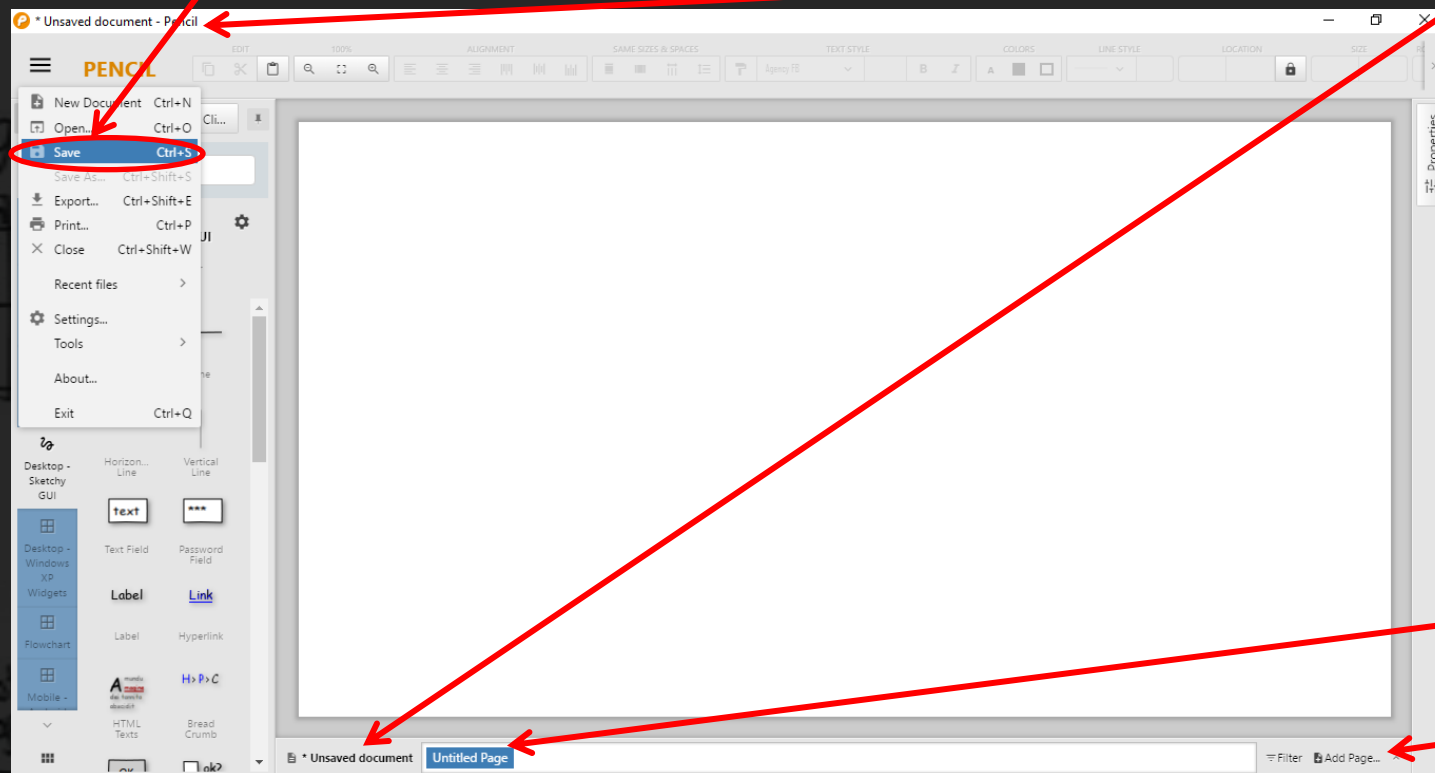 * Unsaved document - Pencil
PENCIL
EDIT
100%
ALIGNMENT
SAME SIZES & SPACES
TEXT STYLE
COLORS
LINE STYLE
LOCATION
SIZE
Agency FB
B I A
New Document Ctrl+N
Open... Ctrl+O
Save Ctrl+S
Save As... Ctrl+Shift+S
Export... Ctrl+Shift+E
Print... Ctrl+P
Close Ctrl+Shift+W
Recent files >
Settings...
Tools >
About...
Exit Ctrl+Q
Cli...
Properties
Desktop -
Sketchy
GUI
Desktop -
Windows
XP
Widgets
Flowchart
Mobile -
Horizon...
Line
Vertical
Line
text
***
Text Field
Password
Field
Label
Link
Label
Hyperlink
H>P>C
HTML
Texts
Bread
Crumb
OK
ok?
* Unsaved document
Untitled Page
Filter
Add Page...